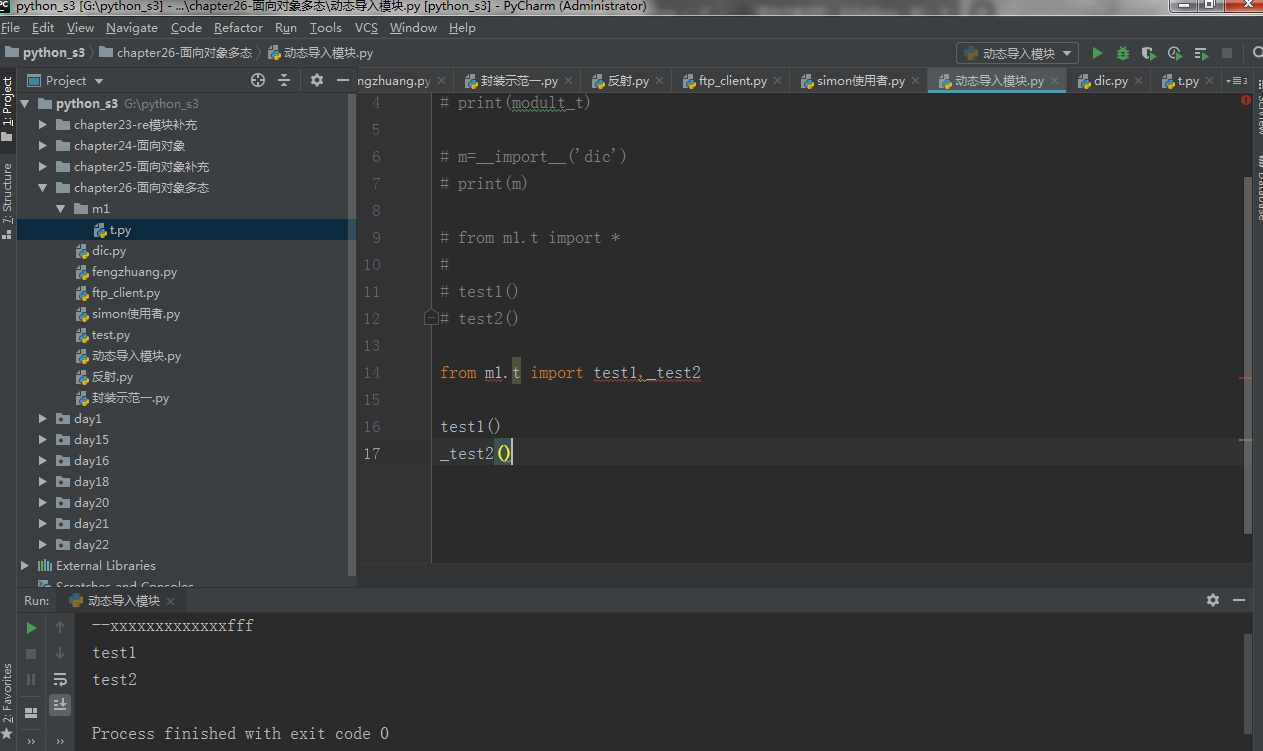 python_s3 [G:\python_s3] - ...\chapter26-面向对象多态\动态导入模块.py [python_s3] - PyCharm (Administrator)
File Edit View Navigate Code Refactor Run Tools VCS Window Help
python_s3 chapter26-面向对象多态 动态导入模块.py 动态导入模块
Project
ngzhuang.py 封装示范一.py 反射.py ftp_client.py simon使用者.py 动态导入模块.py dic.py t.py 3
1: Project
7: Structure
2: Favorites
SciView
Database
python_s3 G:\python_s3
chapter23-re模块补充
chapter24-面向对象
chapter25-面向对象补充
chapter26-面向对象多态
m1
t.py
dic.py
fengzhuang.py
ftp_client.py
simon使用者.py
test.py
动态导入模块.py
反射.py
封装示范一.py
day1
day15
day16
day18
day20
day21
day22
External Libraries
Scratches and Consoles
4 # print(modult_t)
5
6 # m=__import__('dic')
7 # print(m)
8
9 # from m1.t import *
10 #
11 # test1()
12 # test2()
13
14 from m1.t import test1,_test2
15
16 test1()
17 _test2()
Run: 动态导入模块
--xxxxxxxxxxxxxfff
test1
test2
Process finished with exit code 0